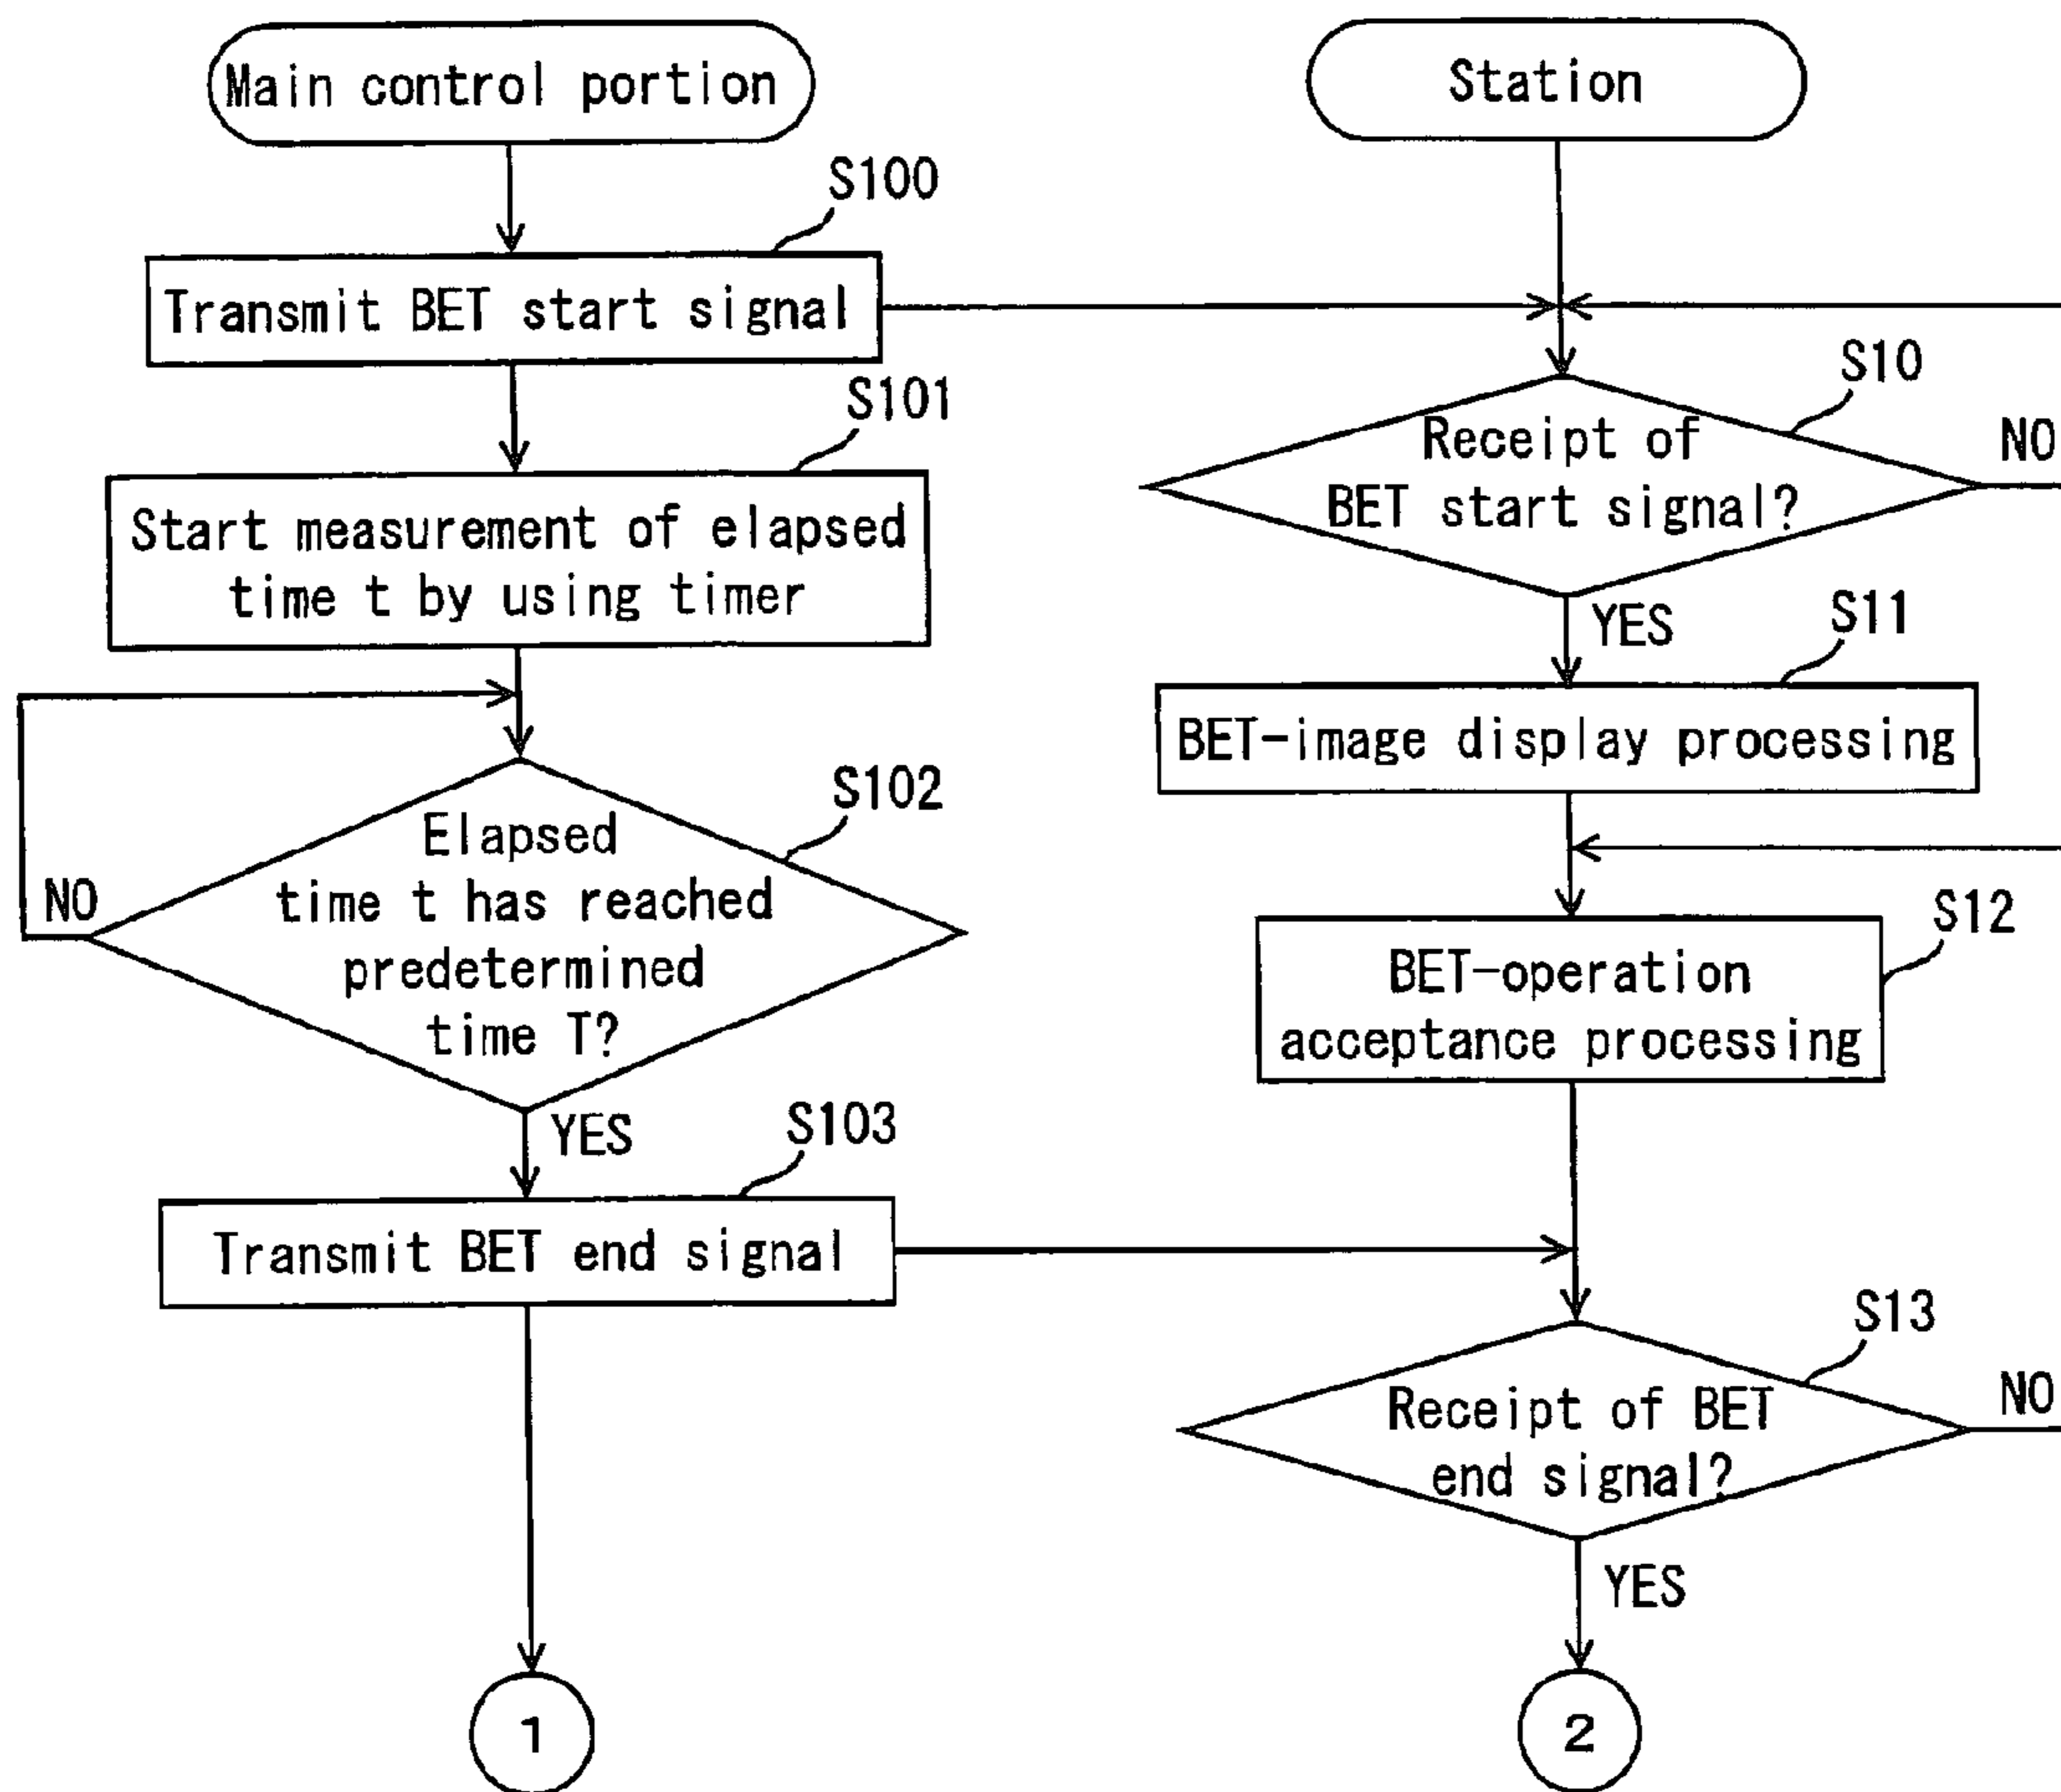 Main control portion
S100
Transmit BET start signal
S101
Start measurement of elapsed
time t by using timer
S102
Elapsed
time t has reached
predetermined
time T?
NO
YES
S103
Transmit BET end signal
1
Station
S10
Receipt of
BET start signal?
NO
YES
S11
BET-image display processing
S12
BET-operation
acceptance processing
S13
Receipt of BET
end signal?
NO
YES
2